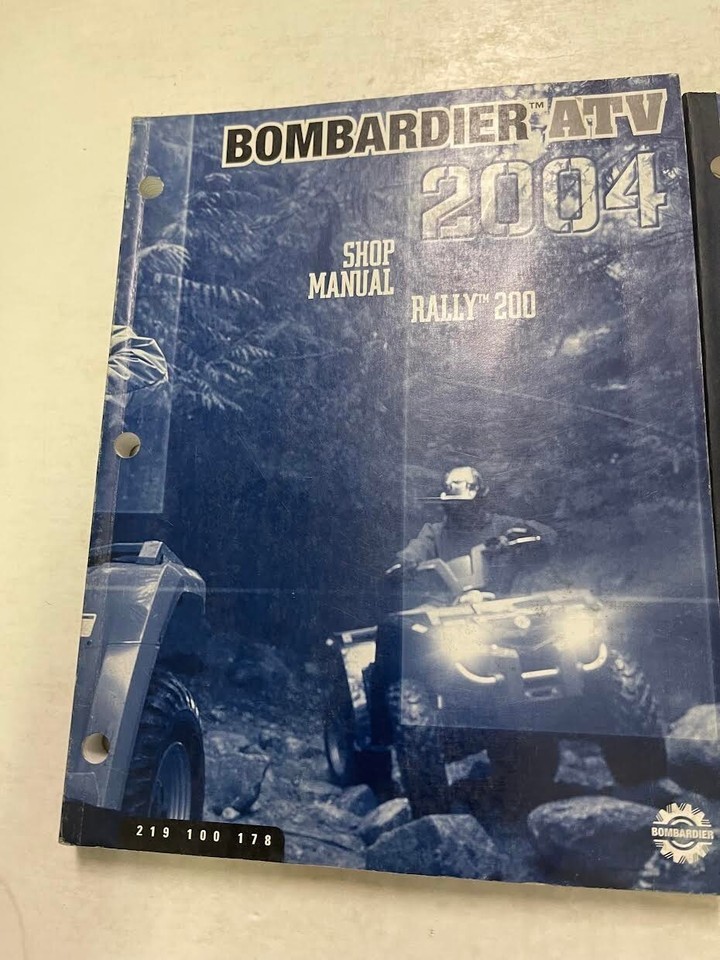 BOMBARDIER™ ATV
2004
SHOP
MANUAL
RALLY™ 200
219 100 178
BOMBARDIER